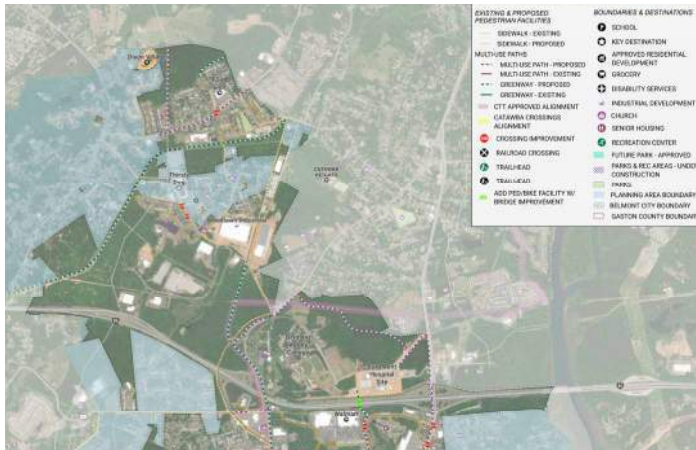 EXISTING & PROPOSED
PEDESTRIAN FACILITIES
SIDEWALK - EXISTING
SIDEWALK - PROPOSED
MULTI-USE PATHS
MULTI-USE PATH - PROPOSED
MULTI-USE PATH - EXISTING
GREENWAY - PROPOSED
GREENWAY - EXISTING
CTT APPROVED ALIGNMENT
CATAWBA CROSSINGS
ALIGNMENT
CROSSING IMPROVEMENT
RAILROAD CROSSING
TRAILHEAD
TRAILHEAD
ADD PED/BIKE FACILITY W/
BRIDGE IMPROVEMENT
BOUNDARIES & DESTINATIONS
SCHOOL
KEY DESTINATION
APPROVED RESIDENTIAL
DEVELOPMENT
GROCERY
DISABILITY SERVICES
INDUSTRIAL DEVELOPMENT
CHURCH
SENIOR HOUSING
RECREATION CENTER
FUTURE PARK - APPROVED
PARKS & REC AREAS - UNDER
CONSTRUCTION
PARKS
PLANNING AREA BOUNDARY
BELMONT CITY BOUNDARY
GASTON COUNTY BOUNDARY
Hospital
Site
Walmart